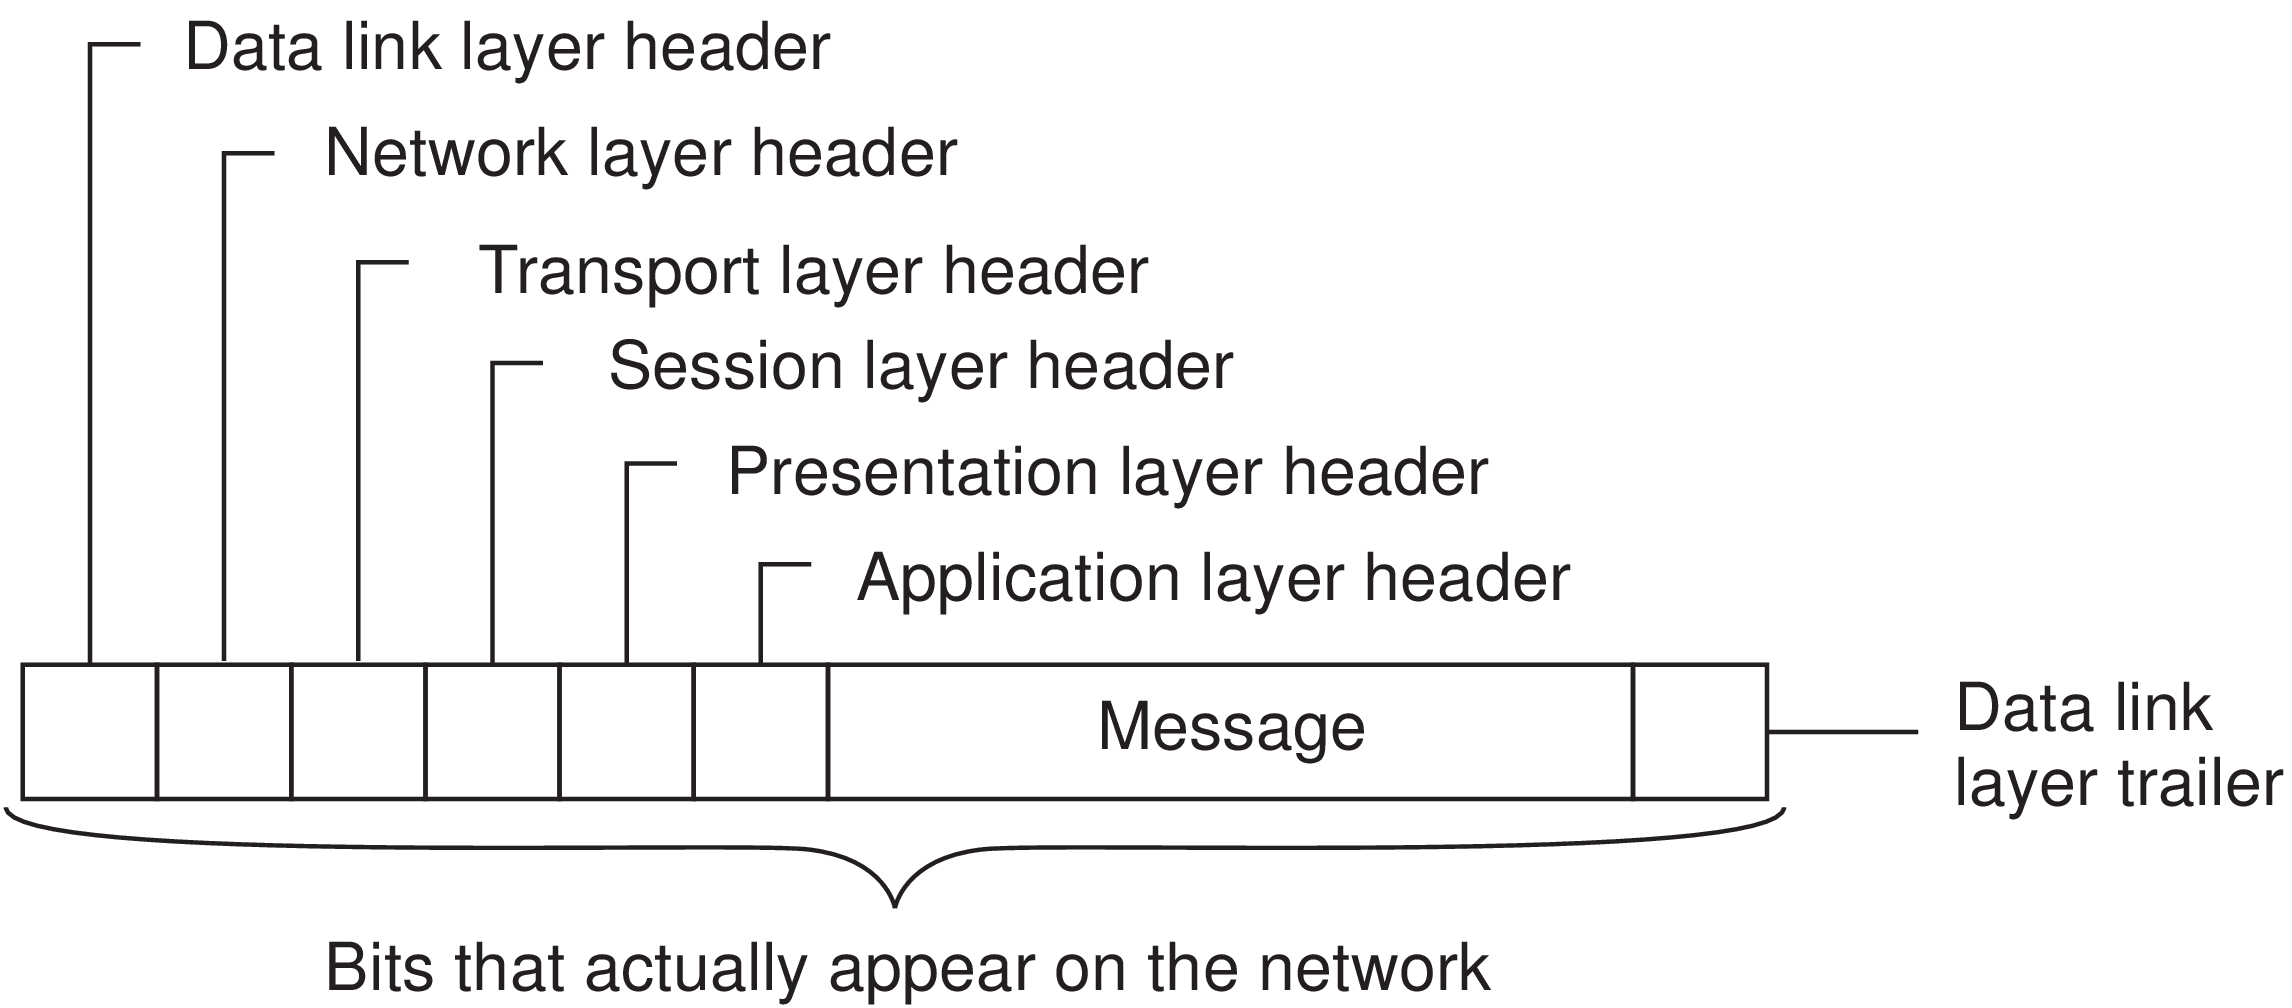 Data link layer header
Network layer header
Transport layer header
Session layer header
Presentation layer header
Application layer header
Message
Data link
layer trailer
Bits that actually appear on the network